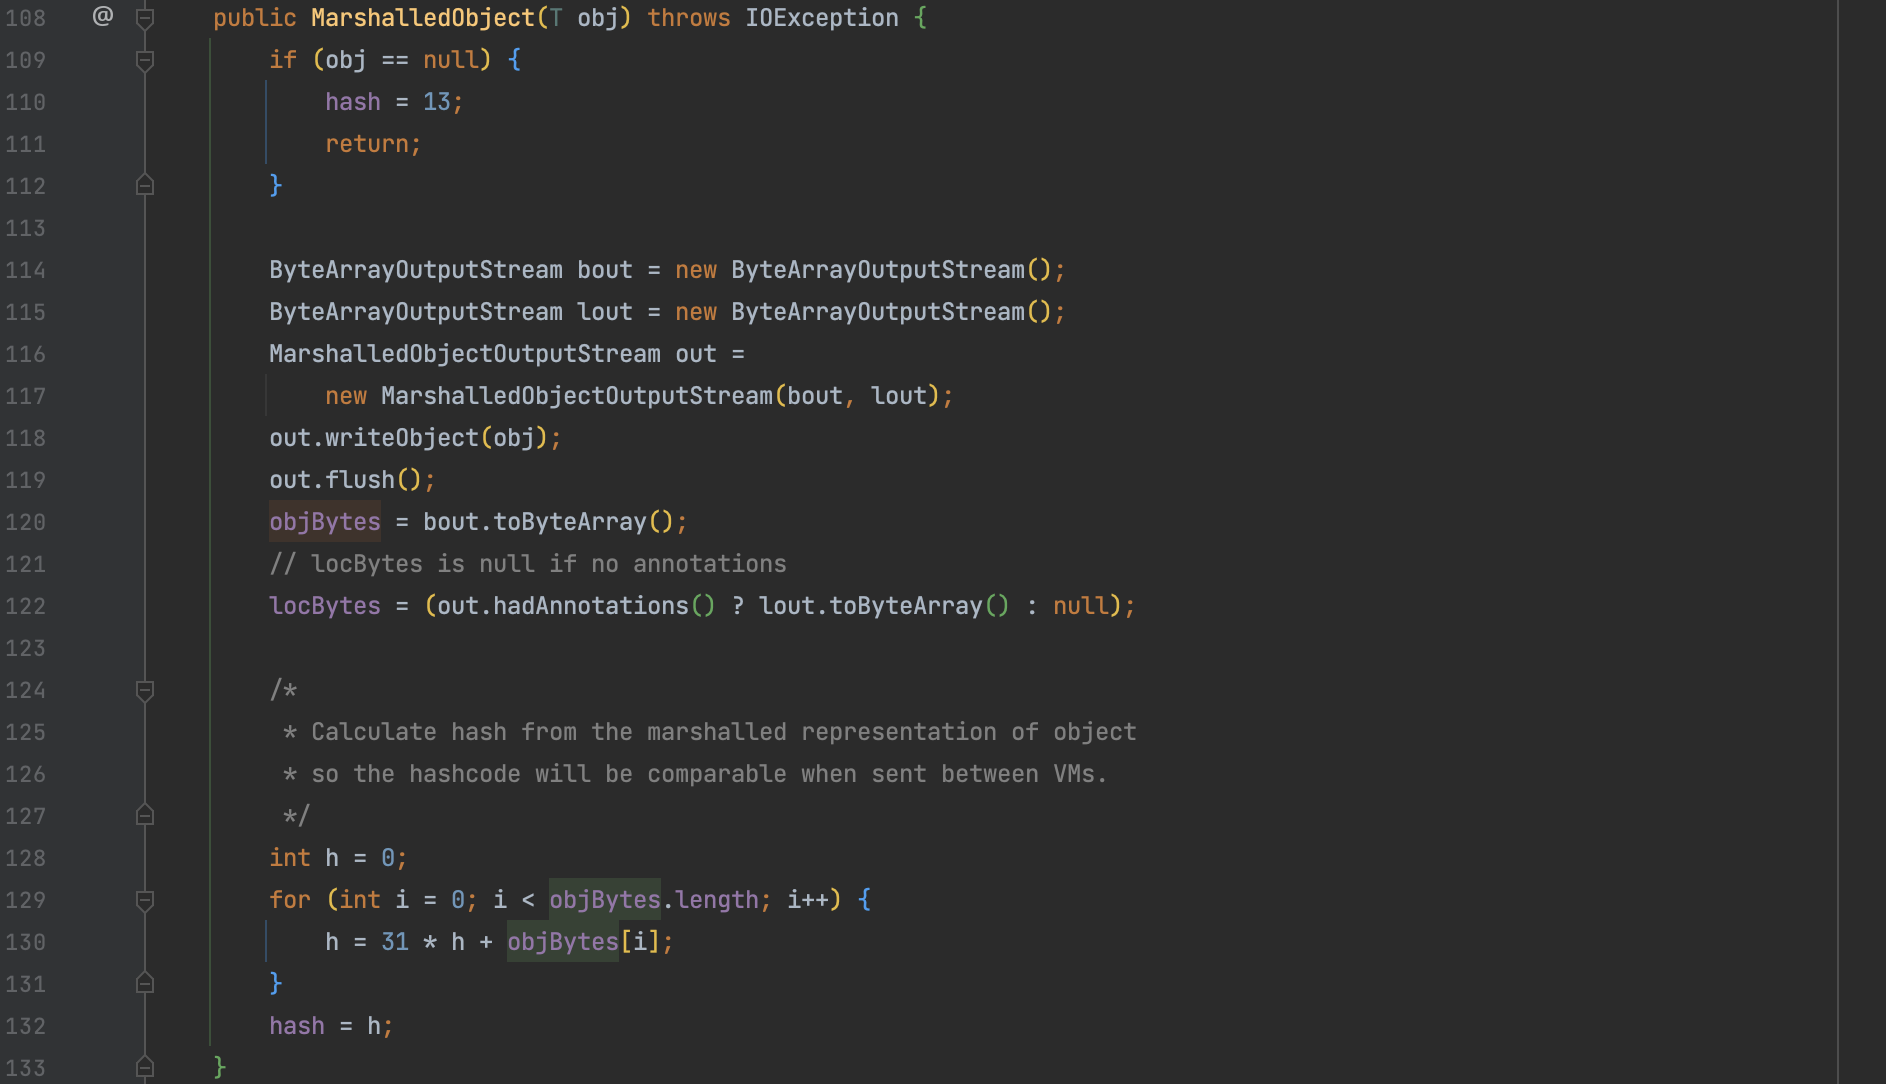 108 @ public MarshalledObject(T obj) throws IOException {
109 if (obj == null) {
110 hash = 13;
111 return;
112 }
113
114 ByteArrayOutputStream bout = new ByteArrayOutputStream();
115 ByteArrayOutputStream lout = new ByteArrayOutputStream();
116 MarshalledObjectOutputStream out =
117 new MarshalledObjectOutputStream(bout, lout);
118 out.writeObject(obj);
119 out.flush();
120 objBytes = bout.toByteArray();
121 // locBytes is null if no annotations
122 locBytes = (out.hadAnnotations() ? lout.toByteArray() : null);
123
124 /*
125 * Calculate hash from the marshalled representation of object
126 * so the hashcode will be comparable when sent between VMs.
127 */
128 int h = 0;
129 for (int i = 0; i < objBytes.length; i++) {
130 h = 31 * h + objBytes[i];
131 }
132 hash = h;
133 }